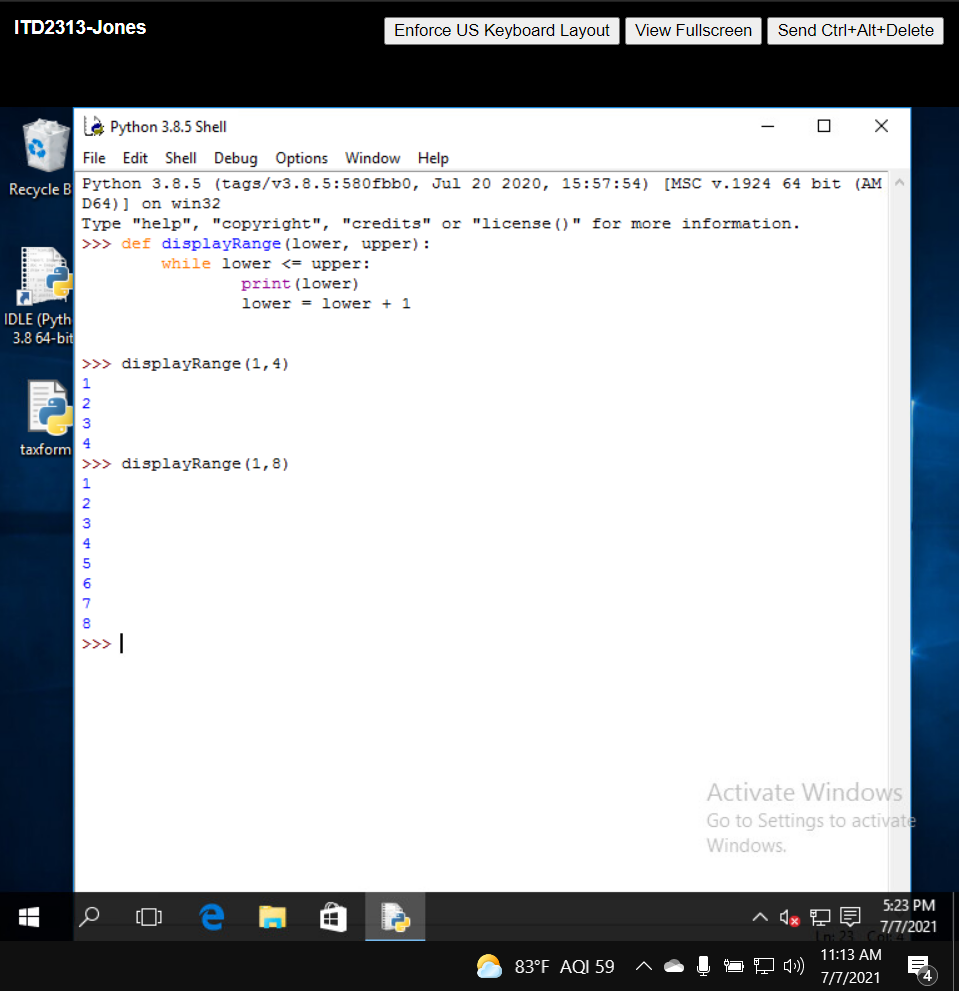 ITD2313-Jones
Enforce US Keyboard Layout
View Fullscreen
Send Ctrl+Alt+Delete
Recycle B
IDLE (Pyth
3.8 64-bit
taxform
Python 3.8.5 Shell
File Edit Shell Debug Options Window Help
Python 3.8.5 (tags/v3.8.5:580fbb0, Jul 20 2020, 15:57:54) [MSC v.1924 64 bit (AM
D64)] on win32
Type "help", "copyright", "credits" or "license()" for more information.
>>> def displayRange(lower, upper):
        while lower <= upper:
                print(lower)
                lower = lower + 1
>>> displayRange(1,4)
1
2
3
4
>>> displayRange(1,8)
1
2
3
4
5
6
7
8
>>>
Activate Windows
Go to Settings to activate
Windows.
5:23 PM
7/7/2021
Ln: 23 Col: 4
83°F AQI 59
11:13 AM
7/7/2021
4